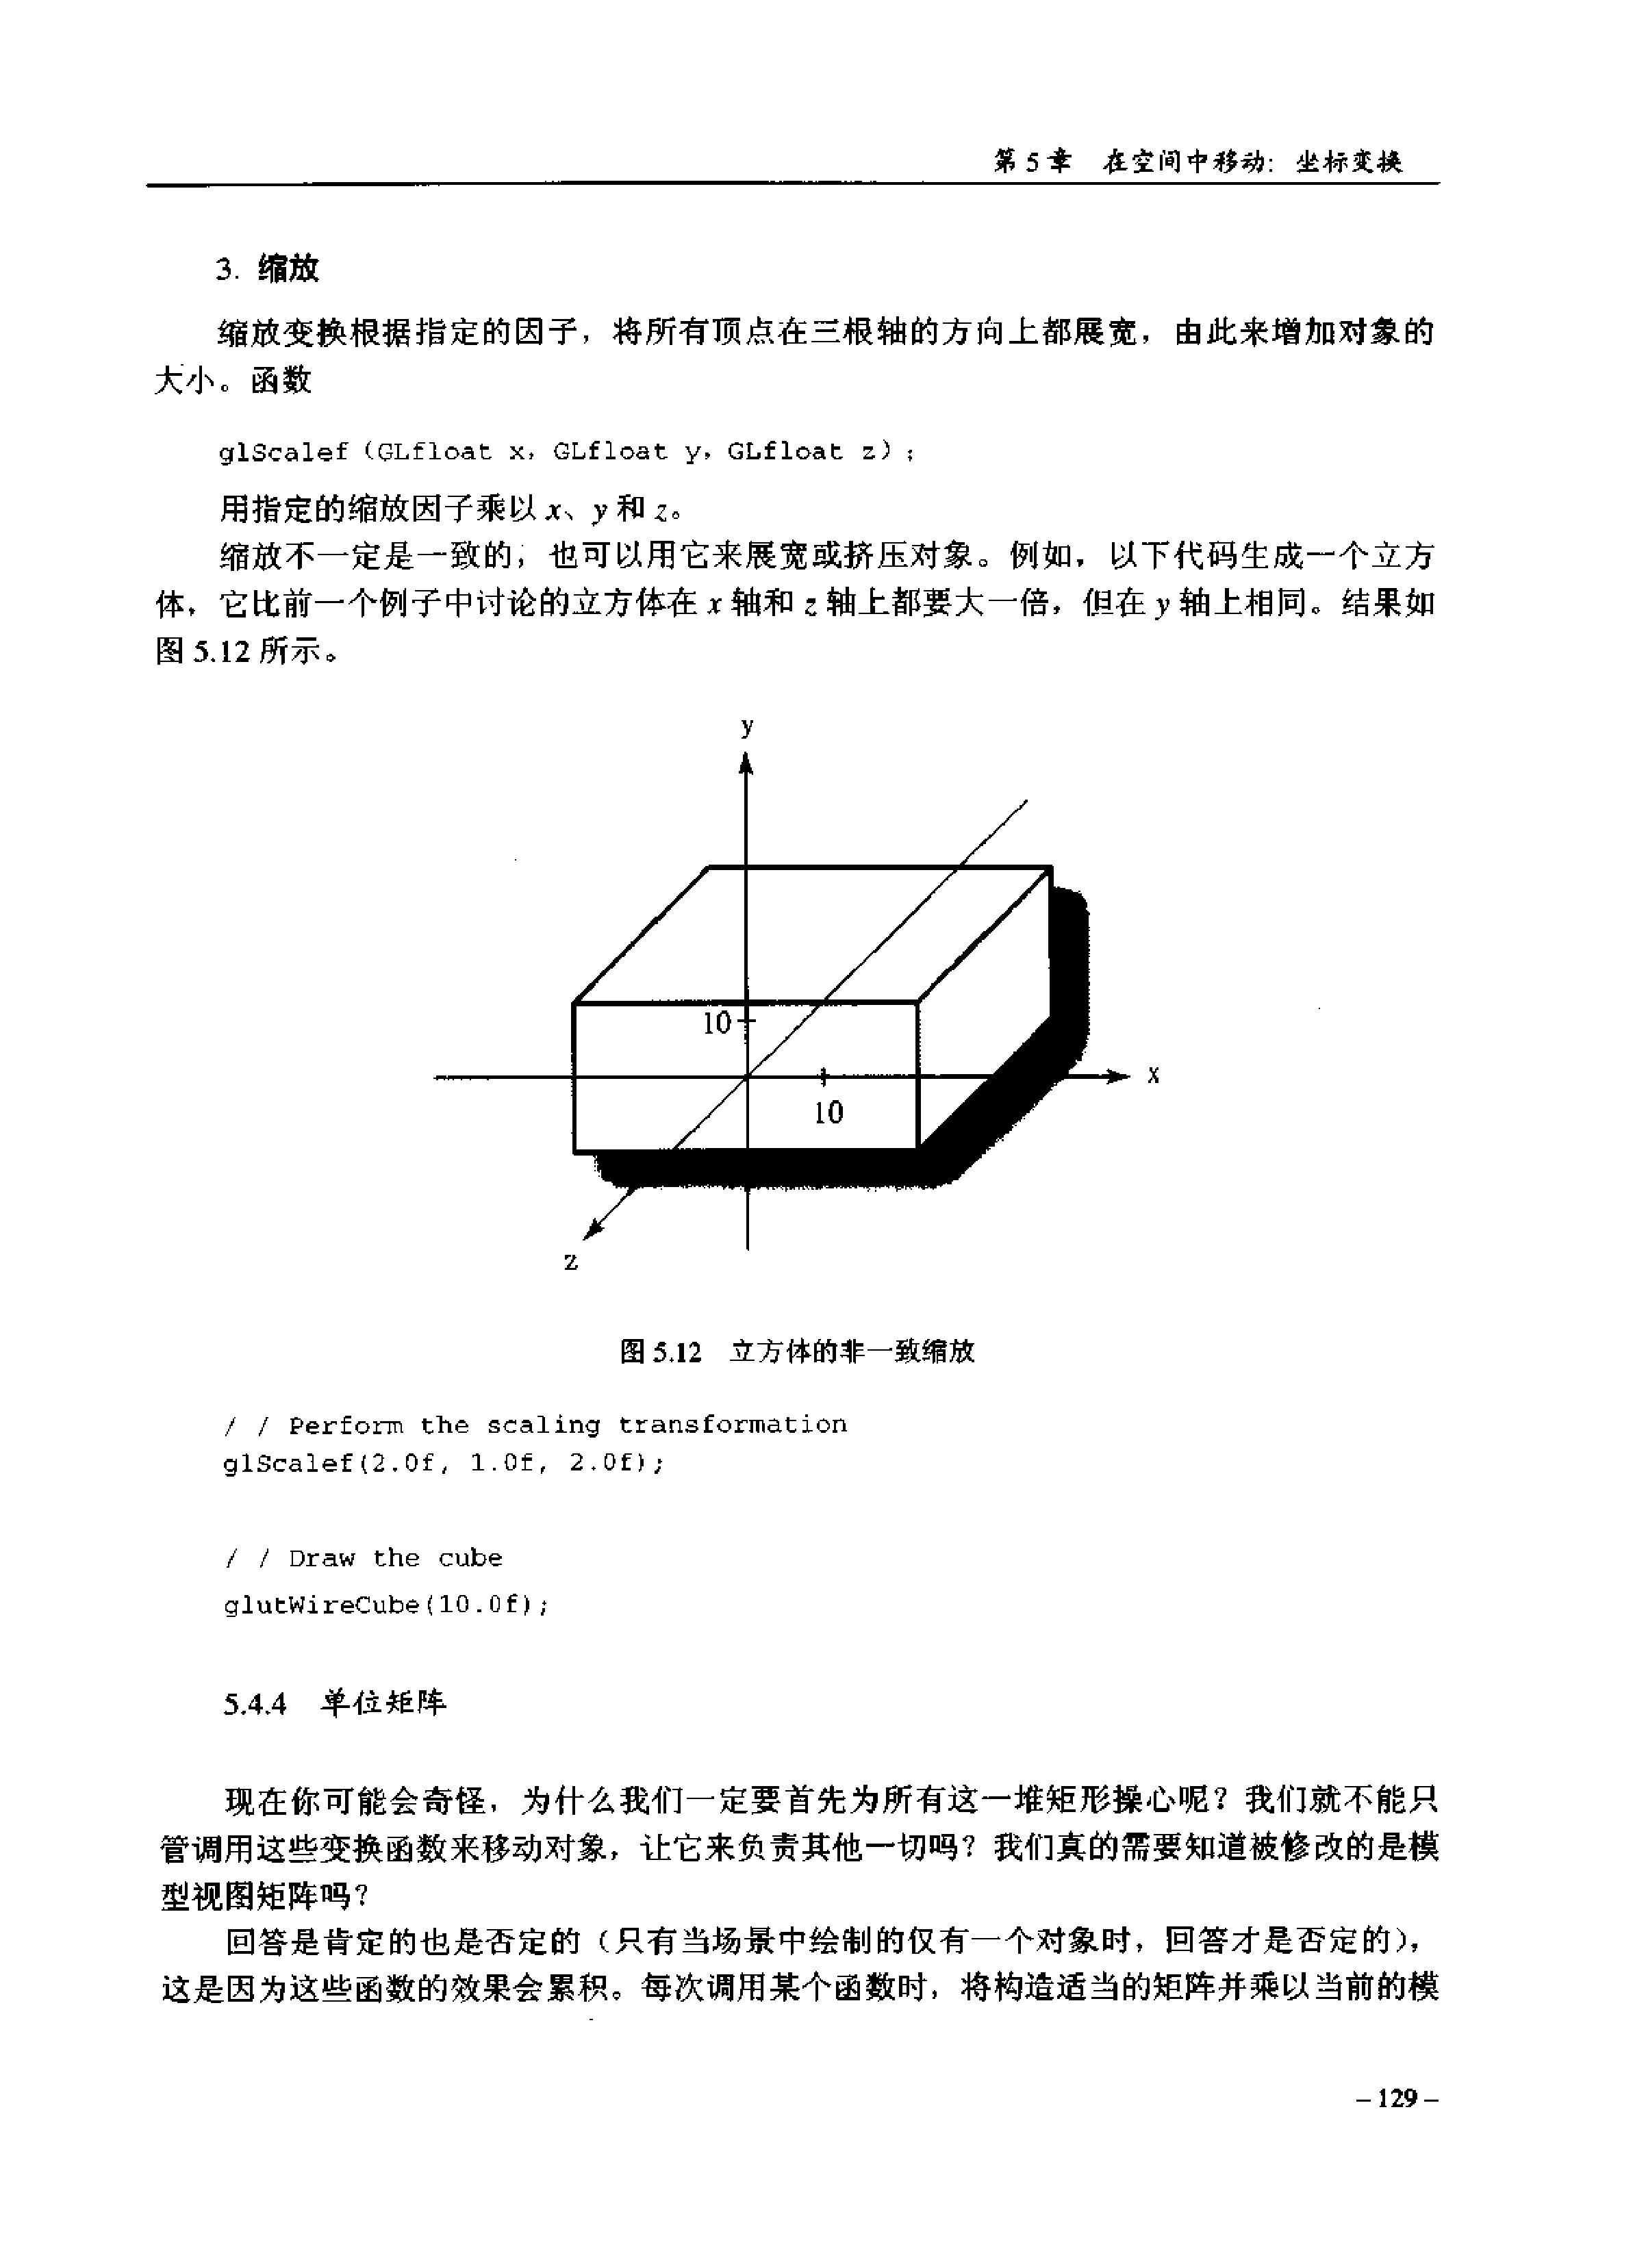 第 5 章 在空间中移动: 坐标变换
3. 缩放
缩放变换根据指定的因子，将所有顶点在三根轴的方向上都展宽，由此来增加对象的
大小。函数
glScalef（GLfloat x，GLfloat y，GLfloat z）;
用指定的缩放因子乘以 x、y 和 z。
缩放不一定是一致的，也可以用它来展宽或挤压对象。例如，以下代码生成一个立方
体，它比前一个例子中讨论的立方体在 x 轴和 z 轴上都要大一倍，但在 y 轴上相同。结果如
图 5.12 所示。
y
10
x
10
z
图 5.12 立方体的非一致缩放
/ / Perform the scaling transformation
glScalef(2.0f, 1.0f, 2.0f);
/ / Draw the cube
glutWireCube(10.0f);
5.4.4 单位矩阵
现在你可能会奇怪，为什么我们一定要首先为所有这一堆矩形操心呢？我们就不能只
管调用这些变换函数来移动对象，让它来负责其他一切吗？我们真的需要知道被修改的是模
型视图矩阵吗？
回答是肯定的也是否定的（只有当场景中绘制的仅有一个对象时，回答才是否定的），
这是因为这些函数的效果会累积。每次调用某个函数时，将构造适当的矩阵并乘以当前的模
– 129 –